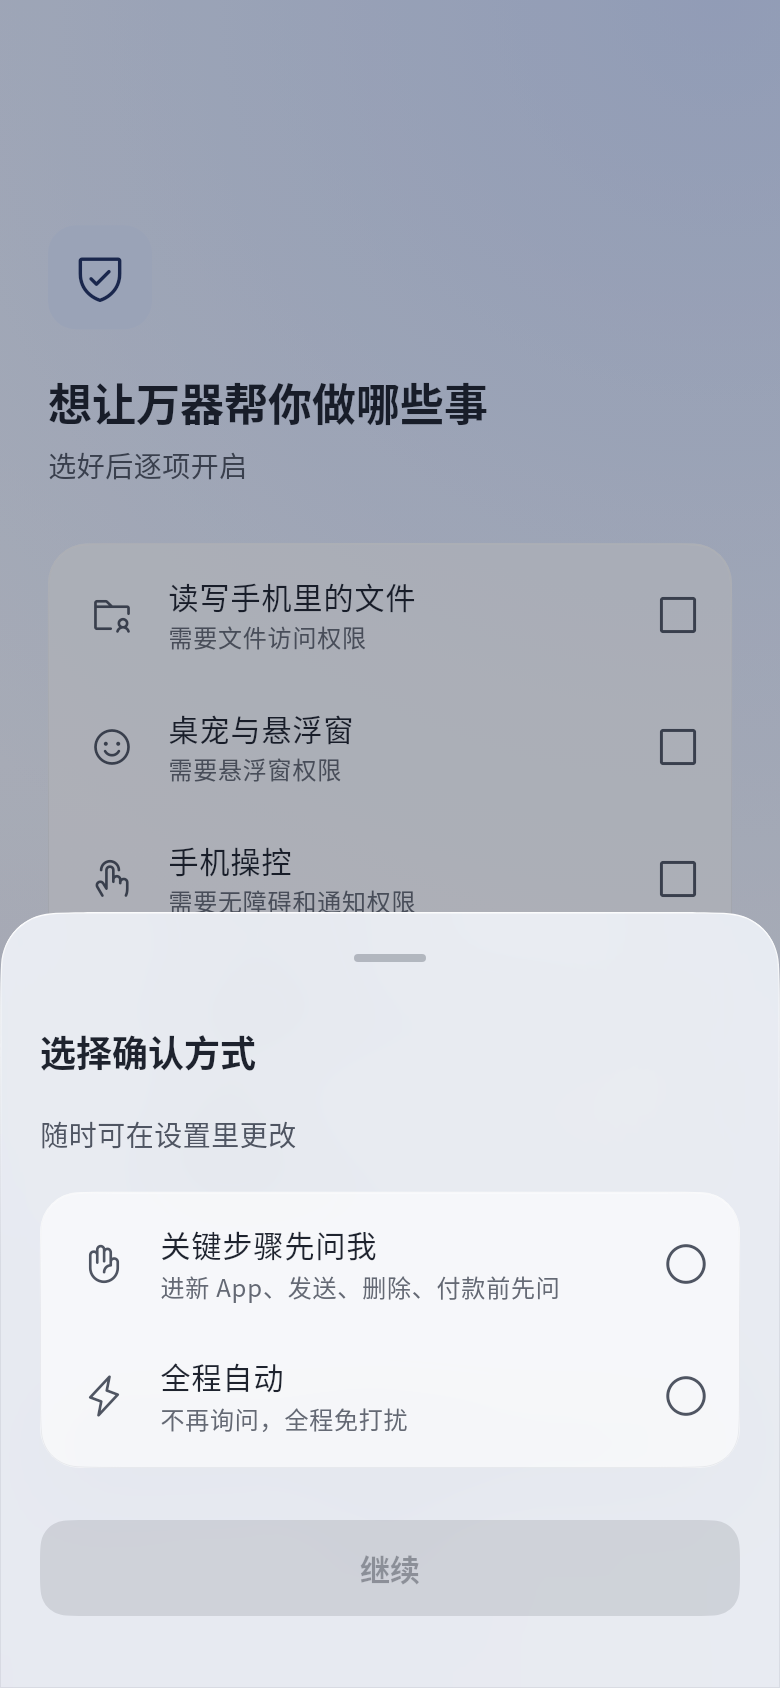 想让万器帮你做哪些事
选好后逐项开启
读写手机里的文件
需要文件访问权限
桌宠与悬浮窗
需要悬浮窗权限
手机操控
需要无障碍和通知权限
选择确认方式
随时可在设置里更改
关键步骤先问我
进新 App、发送、删除、付款前先问
全程自动
不再询问，全程免打扰
继续